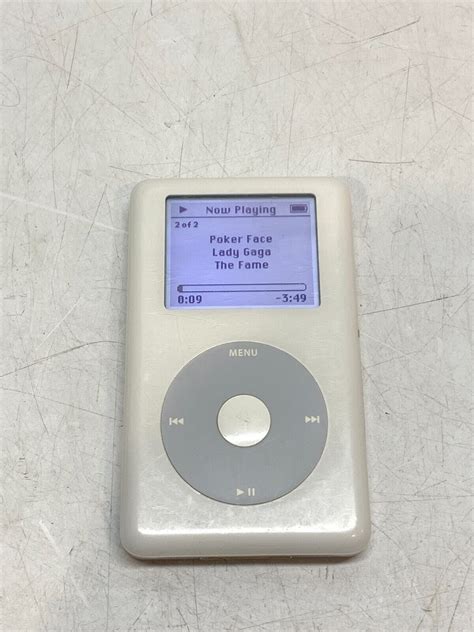 Now Playing
2 of 2
Poker Face
Lady Gaga
The Fame
0:09 -3:49
MENU